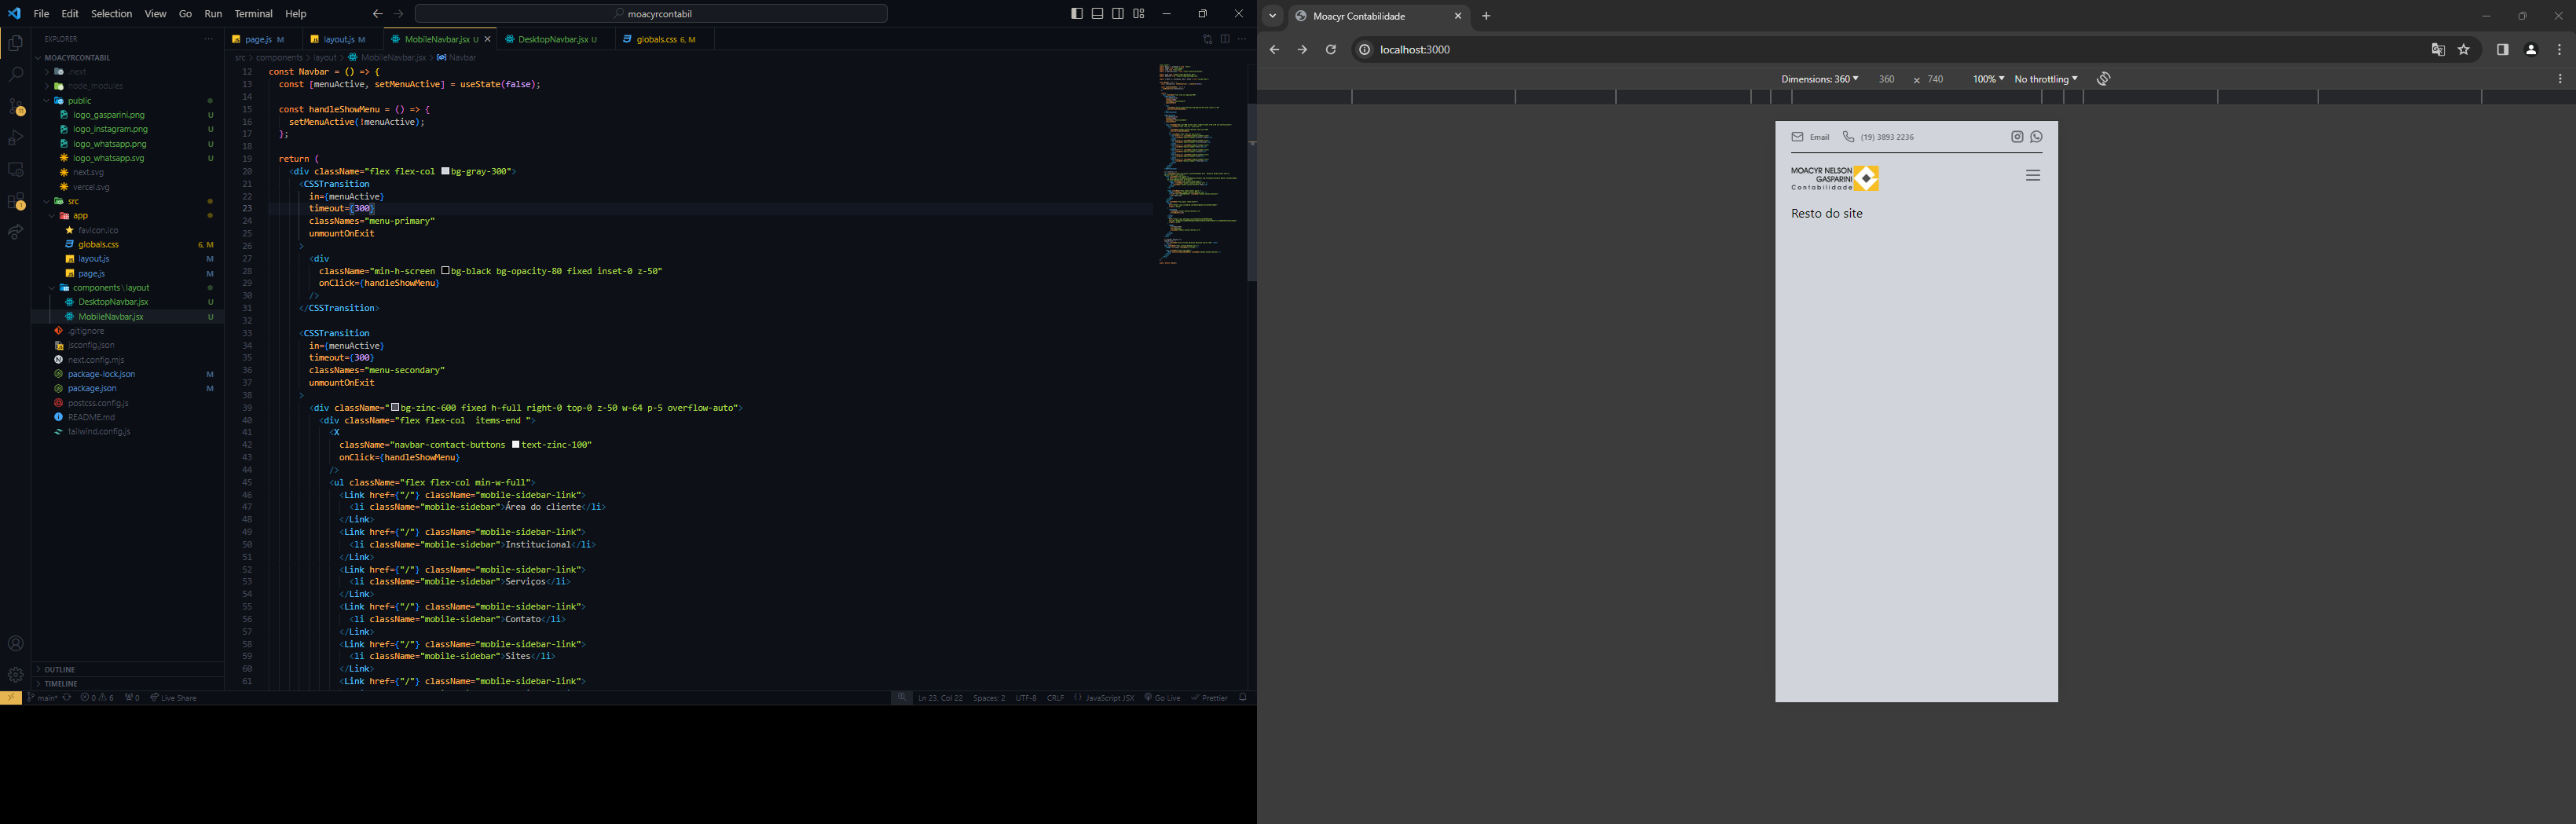 File Edit Selection View Go Run Terminal Help
moacyrcontabil
EXPLORER
MOACYRCONTABIL
.next
node_modules
public
logo_gasparini.png U
logo_instagram.png U
logo_whatsapp.png U
logo_whatsapp.svg U
next.svg
vercel.svg
src
app
favicon.ico
globals.css 6, M
layout.js M
page.js M
components \ layout
DesktopNavbar.jsx U
MobileNavbar.jsx U
.gitignore
jsconfig.json
next.config.mjs
package-lock.json M
package.json M
postcss.config.js
README.md
tailwind.config.js
OUTLINE
TIMELINE
page.js M
layout.js M
MobileNavbar.jsx U
DesktopNavbar.jsx U
globals.css 6, M
src > components > layout > MobileNavbar.jsx > Navbar
12 const Navbar = () => {
13 const [menuActive, setMenuActive] = useState(false);
14
15 const handleShowMenu = () => {
16 setMenuActive(!menuActive);
17 };
18
19 return (
20 <div className="flex flex-col bg-gray-300">
21 <CSSTransition
22 in={menuActive}
23 timeout={300}
24 classNames="menu-primary"
25 unmountOnExit
26 >
27 <div
28 className="min-h-screen bg-black bg-opacity-80 fixed inset-0 z-50"
29 onClick={handleShowMenu}
30 />
31 </CSSTransition>
32
33 <CSSTransition
34 in={menuActive}
35 timeout={300}
36 classNames="menu-secondary"
37 unmountOnExit
38 >
39 <div className="bg-zinc-600 fixed h-full right-0 top-0 z-50 w-64 p-5 overflow-auto">
40 <div className="flex flex-col  items-end ">
41 <X
42 className="navbar-contact-buttons text-zinc-100"
43 onClick={handleShowMenu}
44 />
45 <ul className="flex flex-col min-w-full">
46 <Link href={"/"} className="mobile-sidebar-link">
47 <li className="mobile-sidebar">Área do cliente</li>
48 </Link>
49 <Link href={"/"} className="mobile-sidebar-link">
50 <li className="mobile-sidebar">Institucional</li>
51 </Link>
52 <Link href={"/"} className="mobile-sidebar-link">
53 <li className="mobile-sidebar">Serviços</li>
54 </Link>
55 <Link href={"/"} className="mobile-sidebar-link">
56 <li className="mobile-sidebar">Contato</li>
57 </Link>
58 <Link href={"/"} className="mobile-sidebar-link">
59 <li className="mobile-sidebar">Sites</li>
60 </Link>
61 <Link href={"/"} className="mobile-sidebar-link">
main* 0 6 0 Live Share
Ln 23, Col 22 Spaces: 2 UTF-8 CRLF JavaScript JSX Go Live Prettier
Moacyr Contabilidade
localhost:3000
Dimensions: 360 360 × 740 100% No throttling
Email (19) 3893 2236
MOACYR NELSON
GASPARINI
Contabilidade
Resto do site